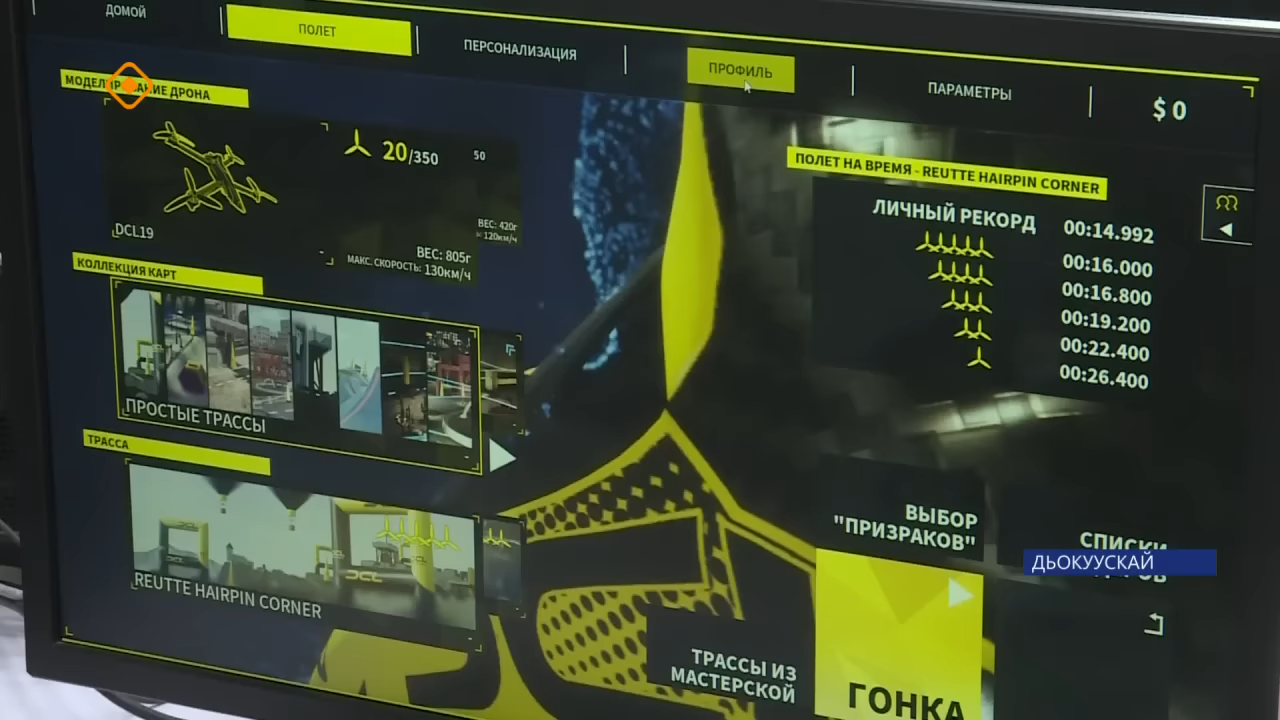 ДОМОЙ
ПОЛЕТ
ПЕРСОНАЛИЗАЦИЯ
ПРОФИЛЬ
ПАРАМЕТРЫ
$ 0
ДРОНА
DCL19
20/350
50
ВЕС: 420г
120км/ч
ВЕС: 805г
МАКС. СКОРОСТЬ: 130км/ч
КОЛЛЕКЦИЯ КАРТ
ПРОСТЫЕ ТРАССЫ
ТРАССА
REUTTE HAIRPIN CORNER
ПОЛЕТ НА ВРЕМЯ - REUTTE HAIRPIN CORNER
ЛИЧНЫЙ РЕКОРД 00:14.992
00:16.000
00:16.800
00:19.200
00:22.400
00:26.400
ВЫБОР
"ПРИЗРАКОВ"
СПИСКИ
ДЬОКУУСКАЙ
ТРАССЫ ИЗ
МАСТЕРСКОЙ
ГОНКА